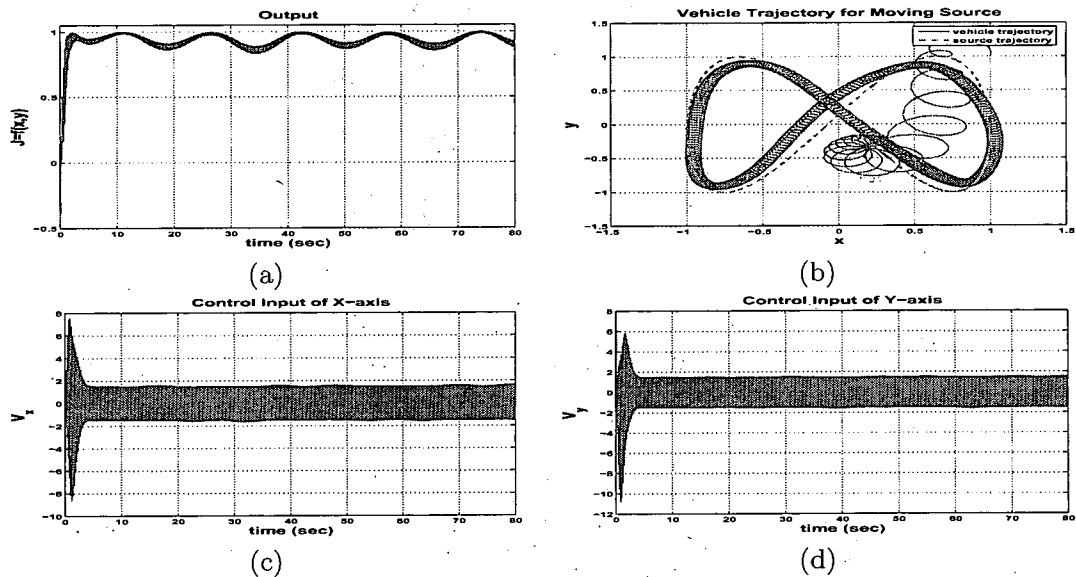 Output
J=f(x,y)
1
0.5
0
−0.5
0 10 20 30 40 50 60 70 80
time (sec)
(a)
Vehicle Trajectory for Moving Source
vehicle trajectory
source trajectory
y
1.5
1
0.5
0
−0.5
−1
−1.5
−1.5 −1 −0.5 0 0.5 1 1.5
x
(b)
Control Input of X−axis
V_x
8
6
4
2
0
−2
−4
−6
−8
−10
0 10 20 30 40 50 60 70 80
time (sec)
(c)
Control Input of Y−axis
V_y
8
6
4
2
0
−2
−4
−6
−8
−10
−12
0 10 20 30 40 50 60 70 80
time (sec)
(d)